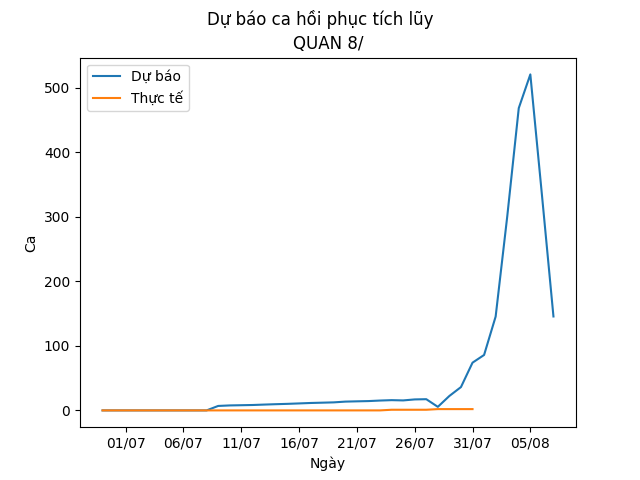 Dự báo ca hồi phục tích lũy
QUAN 8/
Dự báo
Thực tế
500
400
300
200
100
0
Ca
01/07 06/07 11/07 16/07 21/07 26/07 31/07 05/08
Ngày